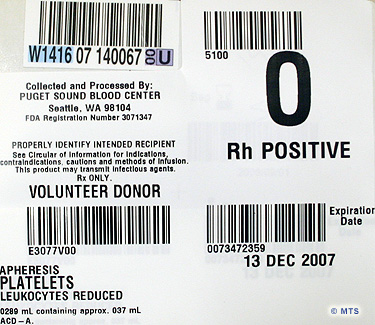 W1416 07 140067 00 U
5100
Collected and Processed By:
PUGET SOUND BLOOD CENTER
Seattle, WA 98104
FDA Registration Number 3071347
O
Rh POSITIVE
PROPERLY IDENTIFY INTENDED RECIPIENT
See Circular of Information for indications,
contraindications, cautions and methods of infusion.
This product may transmit infectious agents.
Rx ONLY.
VOLUNTEER DONOR
E3077V00
Expiration
Date
0073472359
13 DEC 2007
APHERESIS
PLATELETS
LEUKOCYTES REDUCED
0289 mL containing approx. 037 mL
ACD-A.
© MTS